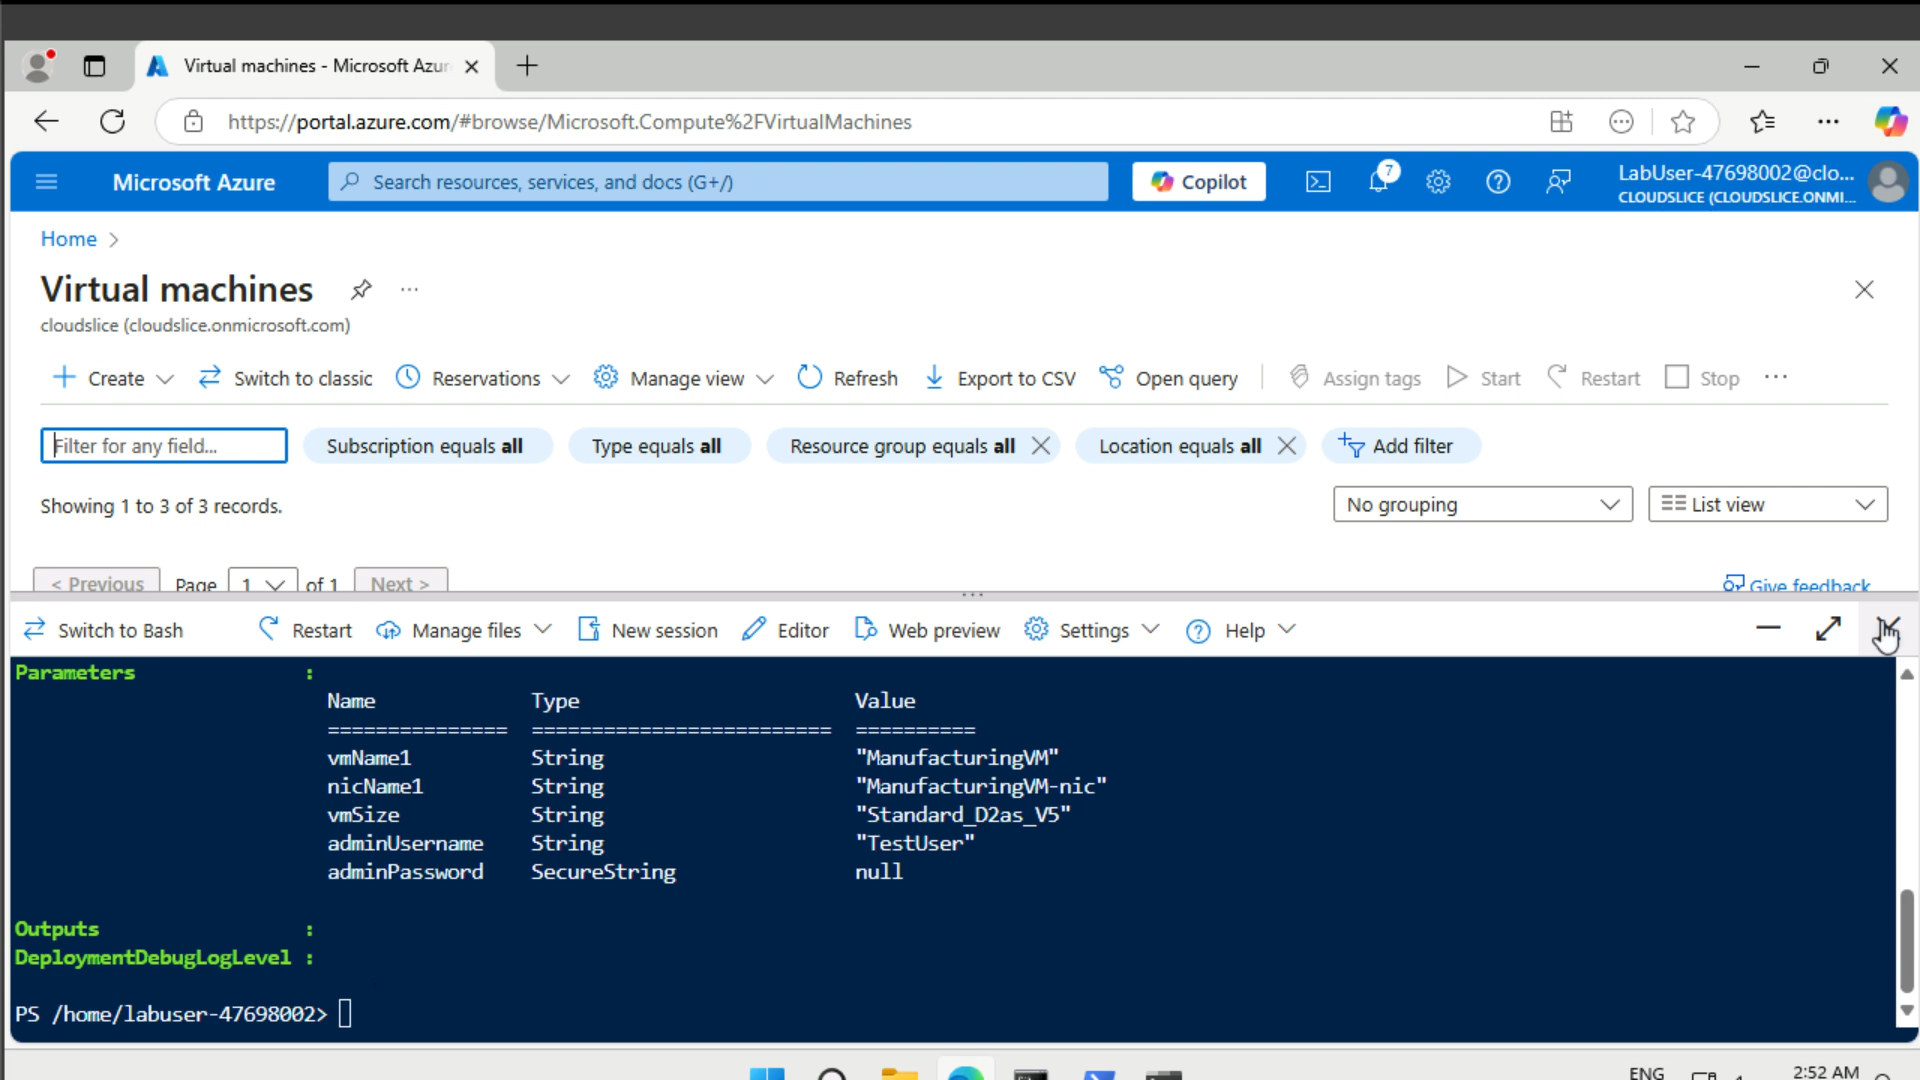 Virtual machines - Microsoft Azur
https://portal.azure.com/#browse/Microsoft.Compute%2FVirtualMachines
Microsoft Azure
Search resources, services, and docs (G+/)
Copilot
7
LabUser-47698002@clo...
CLOUDSLICE (CLOUDSLICE.ONMI...
Home
Virtual machines
cloudslice (cloudslice.onmicrosoft.com)
Create Switch to classic Reservations Manage view Refresh Export to CSV Open query Assign tags Start Restart Stop
Filter for any field... Subscription equals all Type equals all Resource group equals all Location equals all Add filter
Showing 1 to 3 of 3 records.
No grouping List view
< Previous Page 1 of 1 Next > Give feedback
Switch to Bash Restart Manage files New session Editor Web preview Settings Help
Parameters :
Name Type Value
=============== ========================= ==========
vmName1 String "ManufacturingVM"
nicName1 String "ManufacturingVM-nic"
vmSize String "Standard_D2as_V5"
adminUsername String "TestUser"
adminPassword SecureString null
Outputs :
DeploymentDebugLogLevel :
PS /home/labuser-47698002>
ENG 2:52 AM